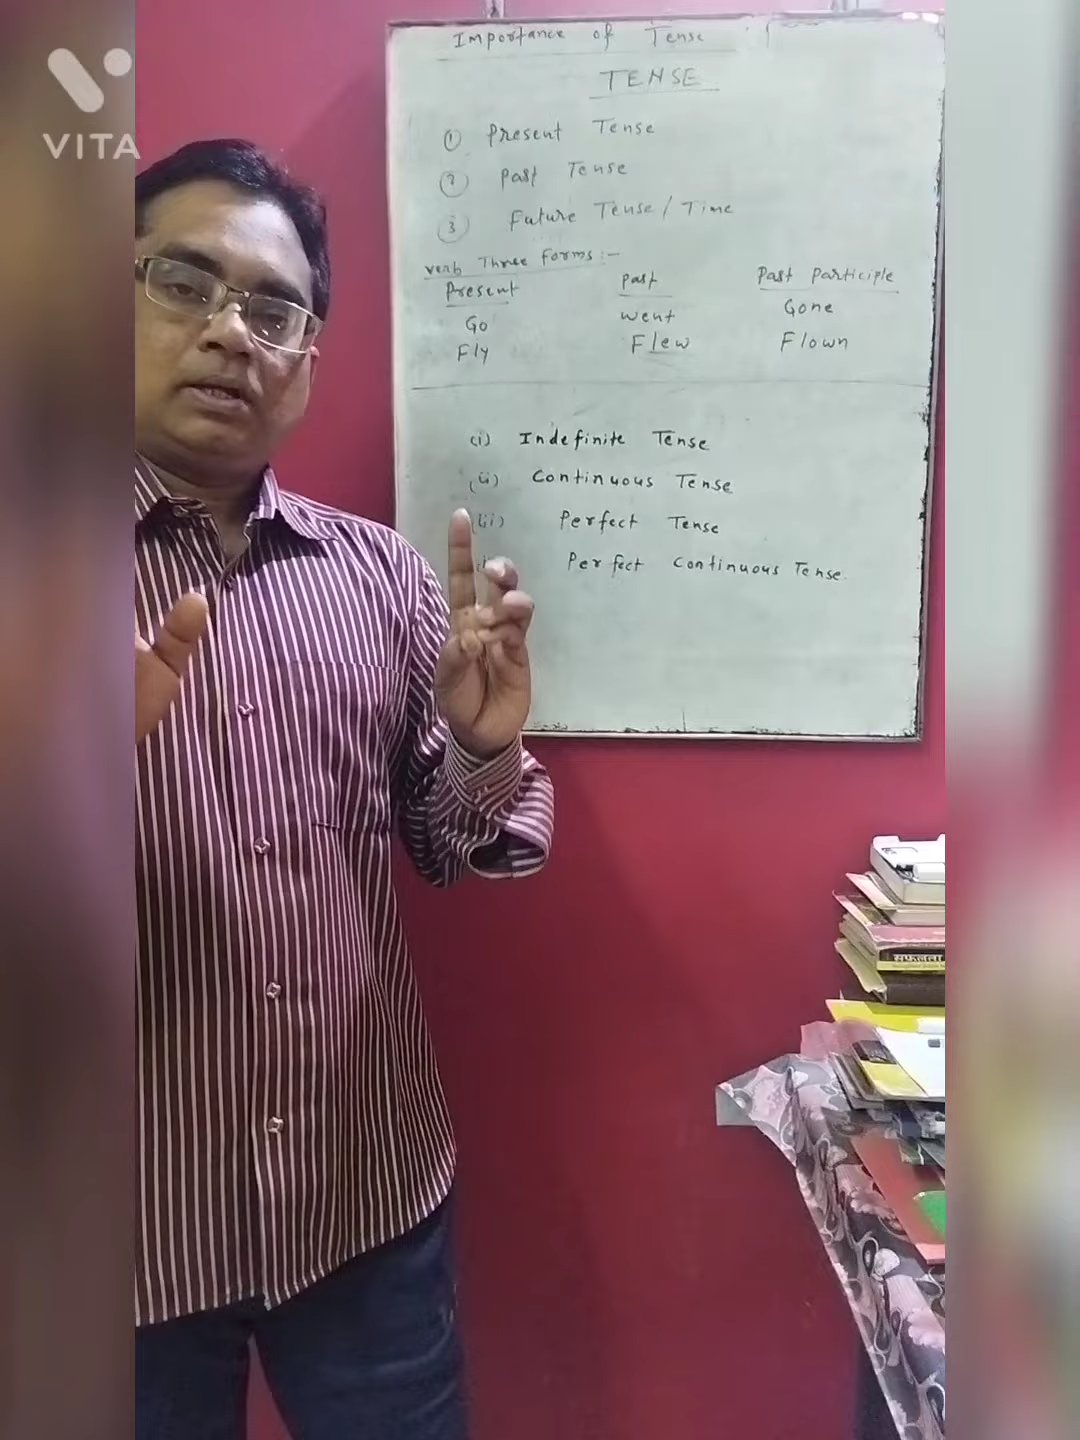 VITA
Importance of Tense
TENSE
① Present Tense
② Past Tense
③ Future Tense / Time
Verb Three Forms :-
Present Past Past Participle
Go Went Gone
Fly Flew Flown
(i) Indefinite Tense
(ii) Continuous Tense
(iii) Perfect Tense
Perfect Continuous Tense.
सफलता